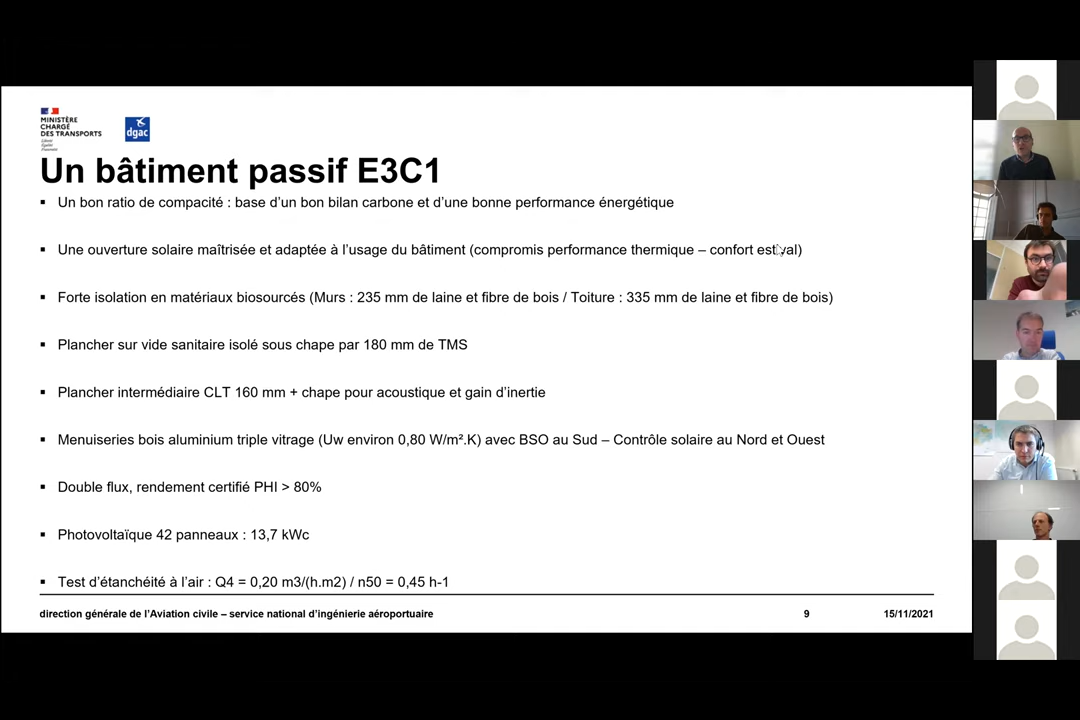 MINISTÈRE
CHARGÉ
DES TRANSPORTS
Liberté
Égalité
Fraternité
dgac
Un bâtiment passif E3C1
▪ Un bon ratio de compacité : base d’un bon bilan carbone et d’une bonne performance énergétique
▪ Une ouverture solaire maîtrisée et adaptée à l’usage du bâtiment (compromis performance thermique – confort estival)
▪ Forte isolation en matériaux biosourcés (Murs : 235 mm de laine et fibre de bois / Toiture : 335 mm de laine et fibre de bois)
▪ Plancher sur vide sanitaire isolé sous chape par 180 mm de TMS
▪ Plancher intermédiaire CLT 160 mm + chape pour acoustique et gain d’inertie
▪ Menuiseries bois aluminium triple vitrage (Uw environ 0,80 W/m².K) avec BSO au Sud – Contrôle solaire au Nord et Ouest
▪ Double flux, rendement certifié PHI > 80%
▪ Photovoltaïque 42 panneaux : 13,7 kWc
▪ Test d’étanchéité à l’air : Q4 = 0,20 m3/(h.m2) / n50 = 0,45 h-1
direction générale de l’Aviation civile – service national d’ingénierie aéroportuaire
9
15/11/2021